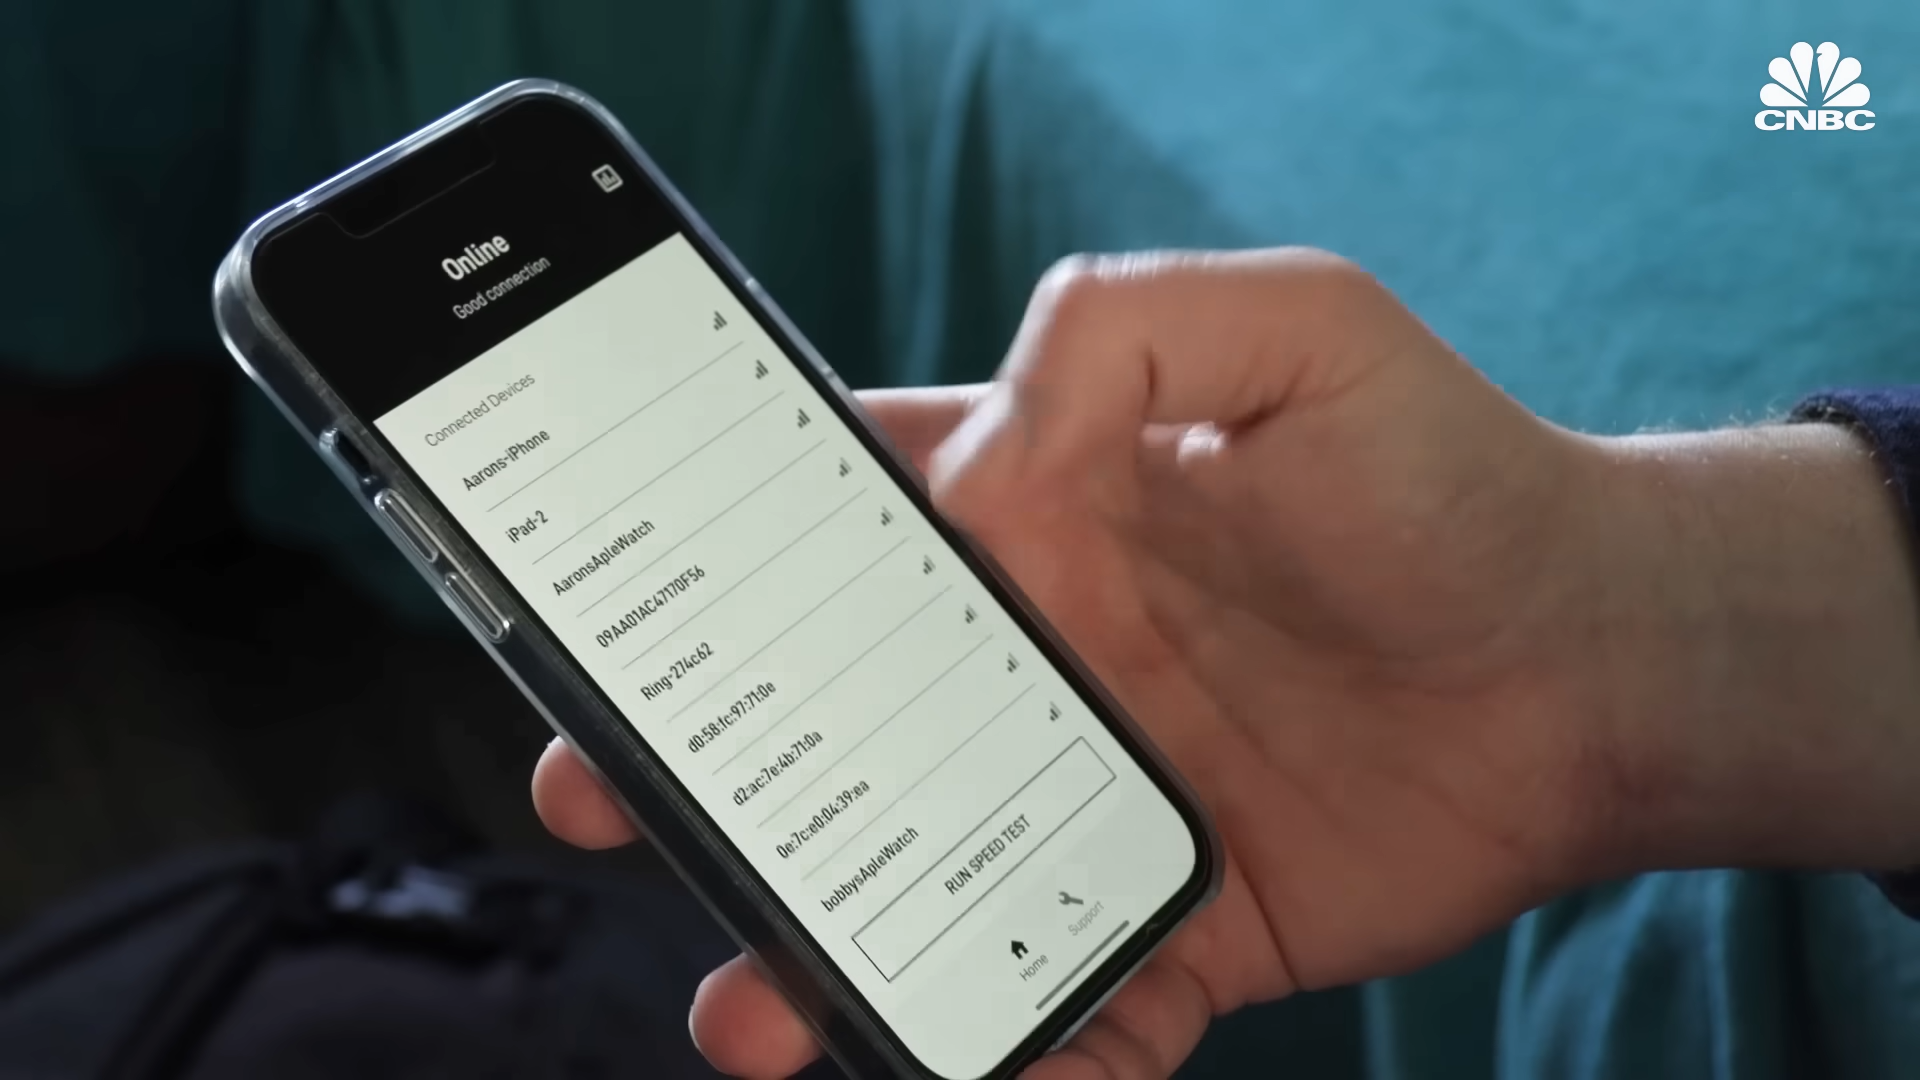 CNBC
Online
Good connection
Connected Devices
Aarons-iPhone
iPad-2
AaronsApleWatch
09AA01AC47170F56
Ring-274c62
d0:58:fc:97:71:0e
d2:ac:7e:4b:71:0a
0e:7c:e0:04:39:ea
bobbysApleWatch
RUN SPEED TEST
Home
Support